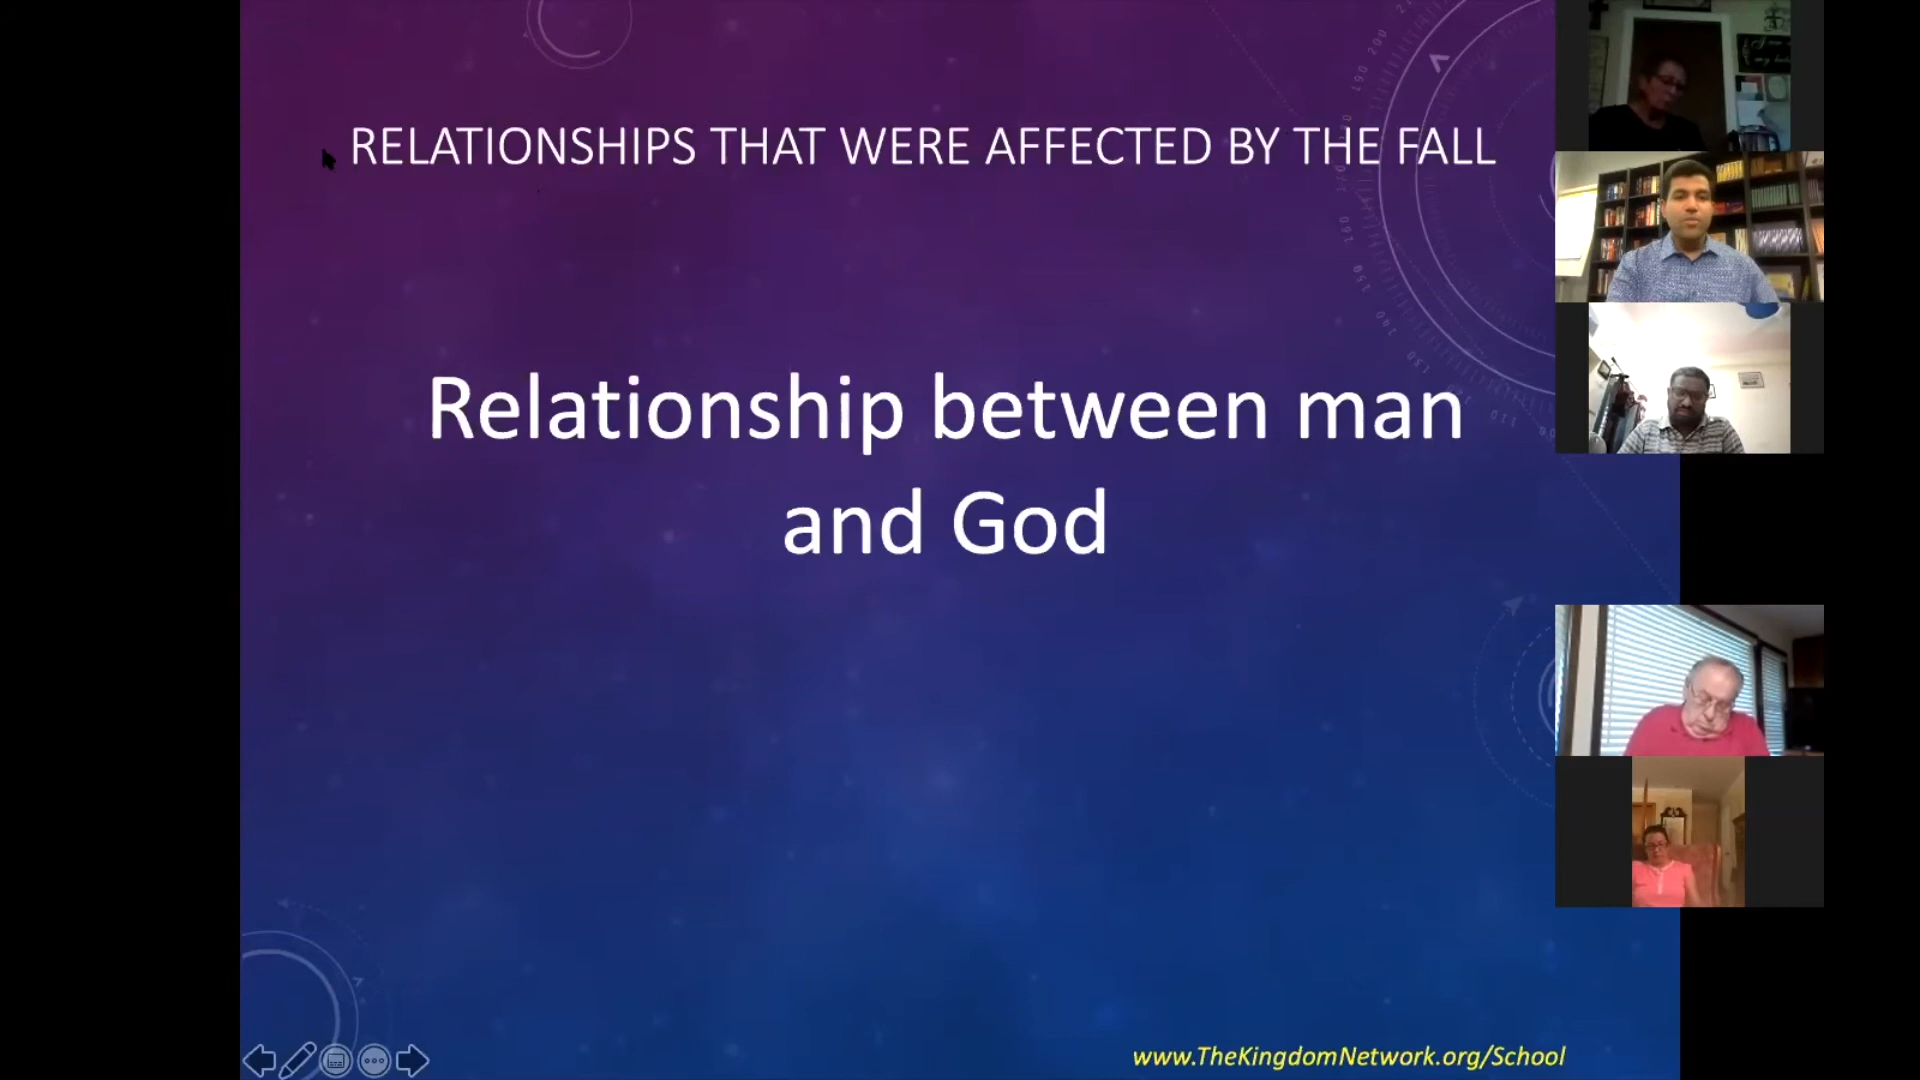 RELATIONSHIPS THAT WERE AFFECTED BY THE FALL
Relationship between man
and God
www.TheKingdomNetwork.org/School